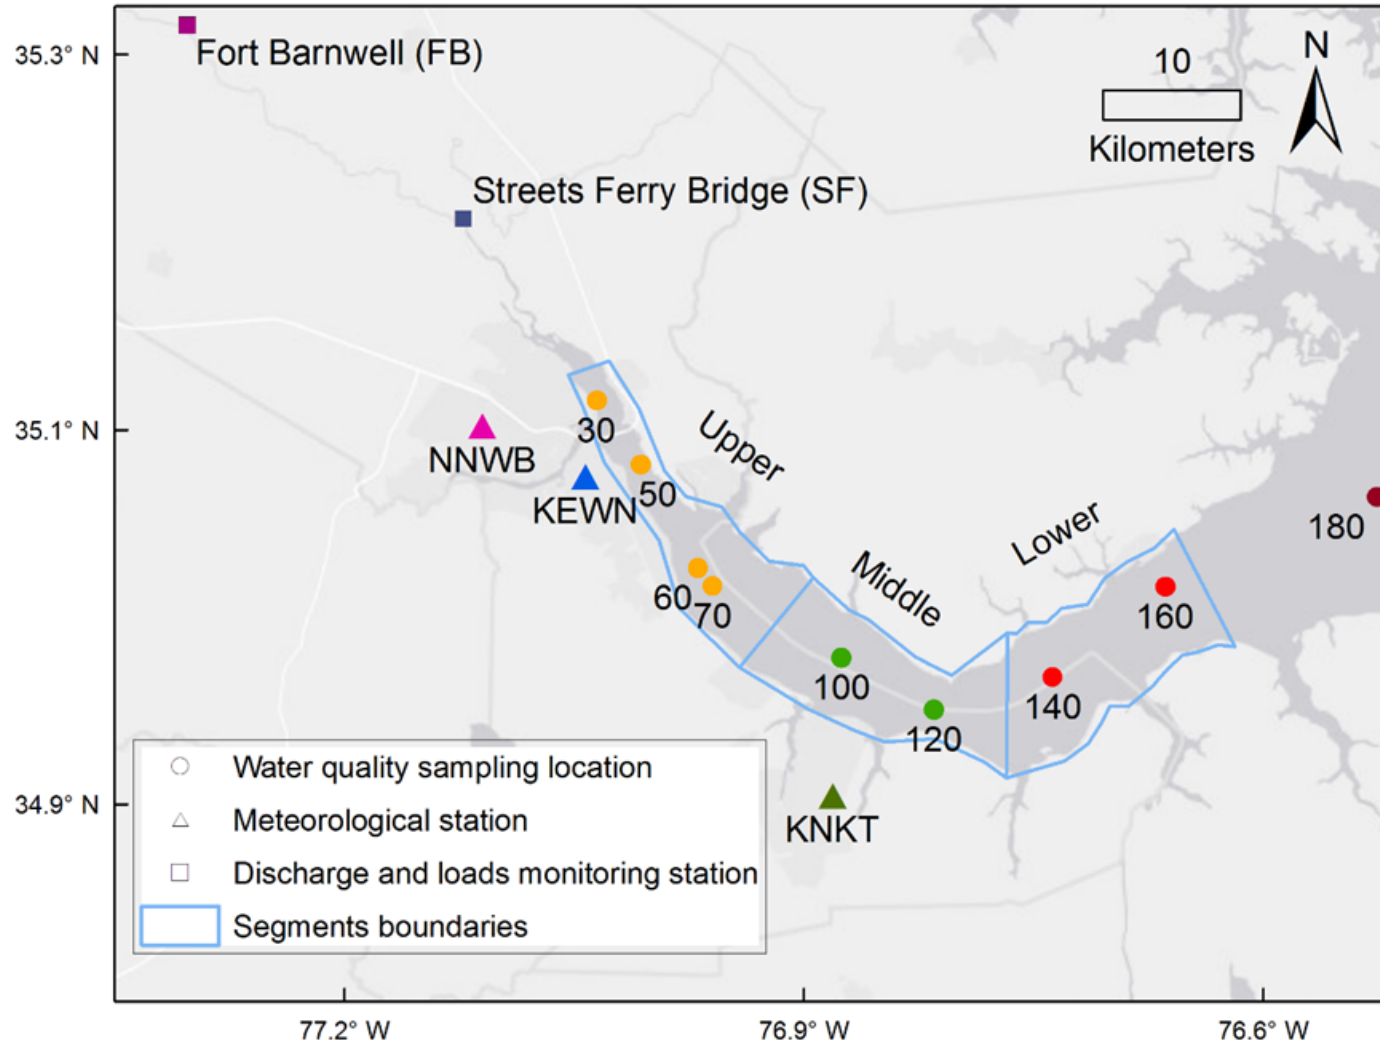 35.3° N
Fort Barnwell (FB)
10
Kilometers
N
Streets Ferry Bridge (SF)
35.1° N
30
NNWB
KEWN
50
Upper
60
70
Middle
Lower
180
160
100
140
120
KNKT
34.9° N
Water quality sampling location
Meteorological station
Discharge and loads monitoring station
Segments boundaries
77.2° W
76.9° W
76.6° W